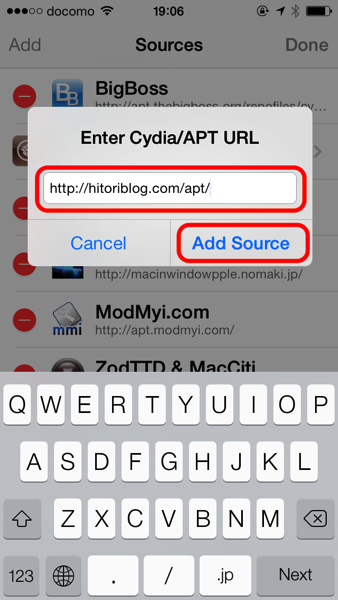 docomo 19:06
Add Sources Done
BigBoss
http://apt.thebigboss.org/repofiles/cy...
Enter Cydia/APT URL
http://hitoriblog.com/apt/
Cancel Add Source
http://macinwindowpple.nomaki.jp/
ModMyi.com
http://apt.modmyi.com/
mmi
ZodTTD & MacCiti
Q W E R T Y U I O P
A S D F G H J K L
Z X C V B N M
123 . / .jp Next